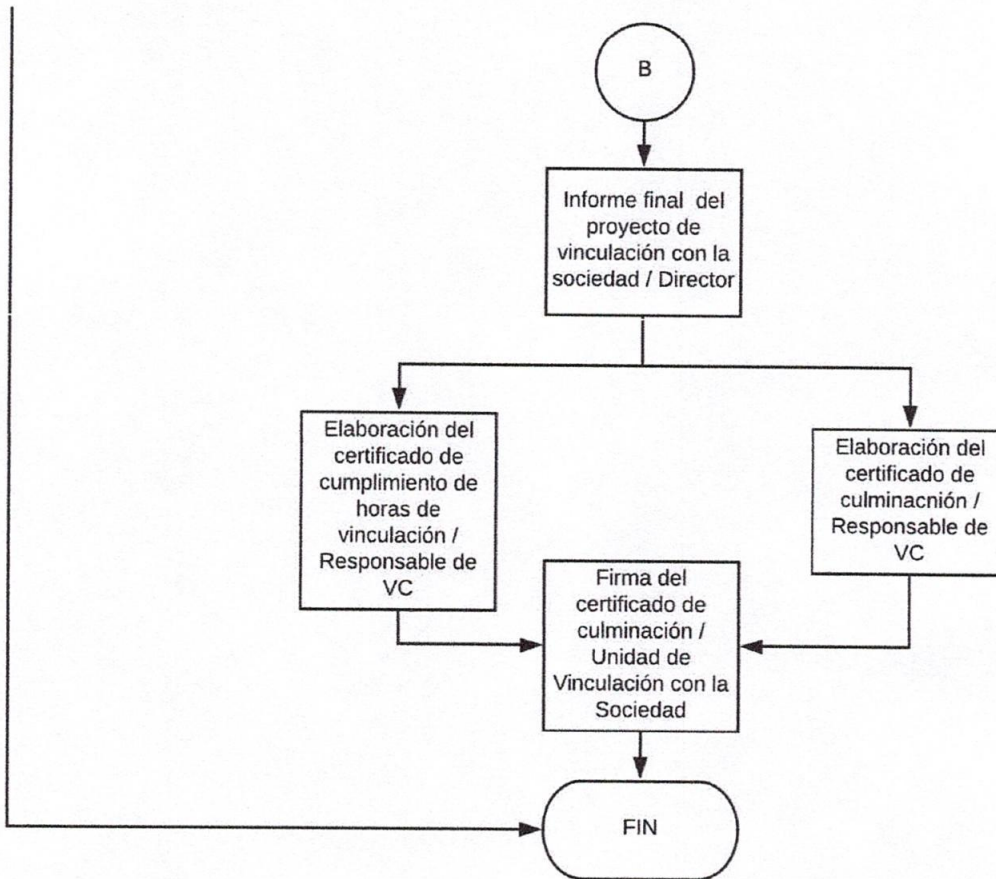 B
Informe final del
proyecto de
vinculación con la
sociedad / Director
Elaboración del
certificado de
cumplimiento de
horas de
vinculación /
Responsable de
VC
Elaboración del
certificado de
culminacnión /
Responsable de
VC
Firma del
certificado de
culminación /
Unidad de
Vinculación con la
Sociedad
FIN